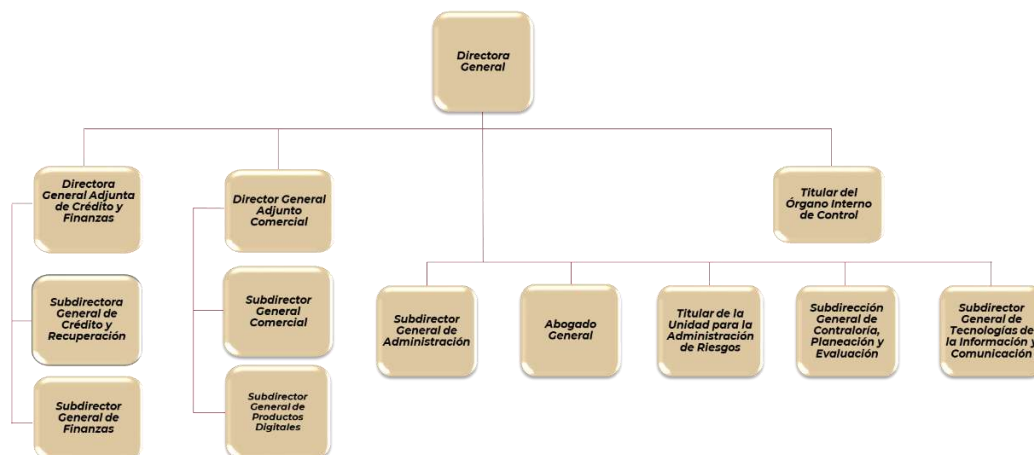 Directora
General
Directora
General Adjunta
de Crédito y
Finanzas
Director General
Adjunto
Comercial
Titular del
Órgano Interno
de Control
Subdirectora
General de
Crédito y
Recuperación
Subdirector
General
Comercial
Subdirector
General de
Administración
Abogado
General
Titular de la
Unidad para la
Administración
de Riesgos
Subdirección
General de
Contraloría,
Planeación y
Evaluación
Subdirector
General de
Tecnologías de
la Información y
Comunicación
Subdirector
General de
Finanzas
Subdirector
General de
Productos
Digitales